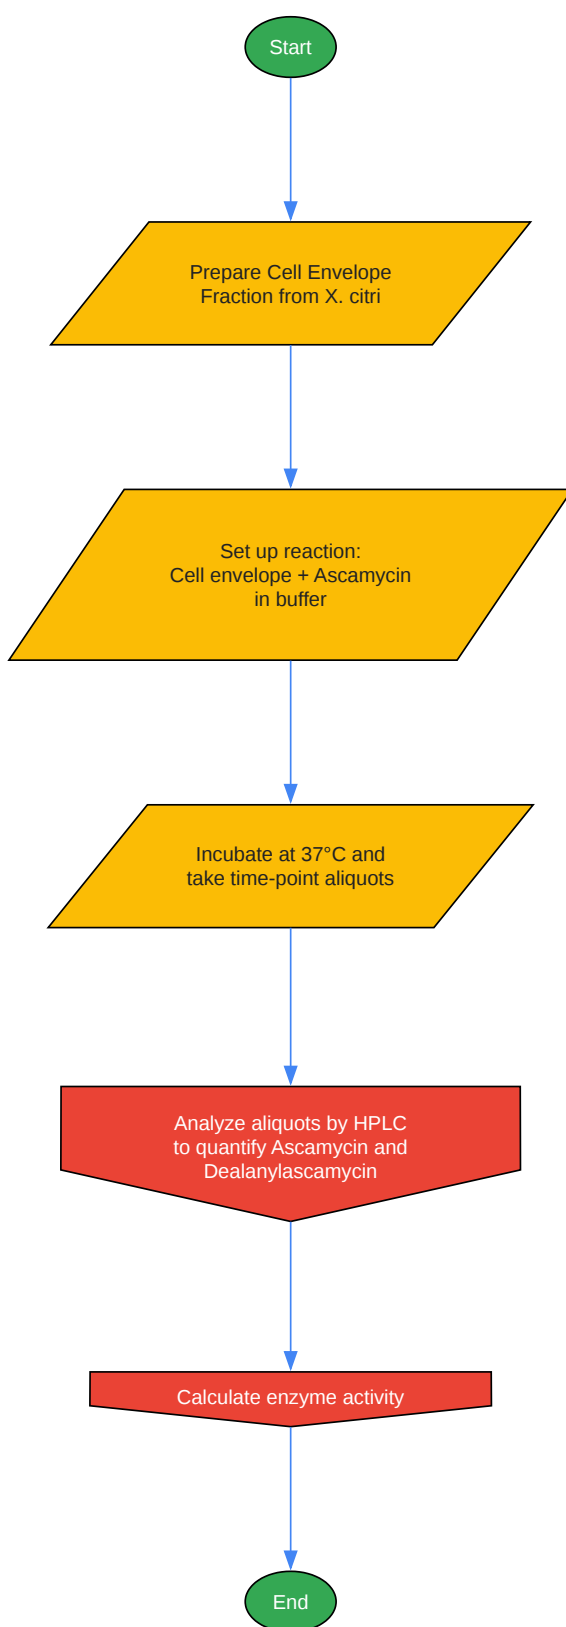 Start
Prepare Cell Envelope
Fraction from X. citri
Set up reaction:
Cell envelope + Ascamycin
in buffer
Incubate at 37°C and
take time-point aliquots
Analyze aliquots by HPLC
to quantify Ascamycin and
Dealanylascamycin
Calculate enzyme activity
End